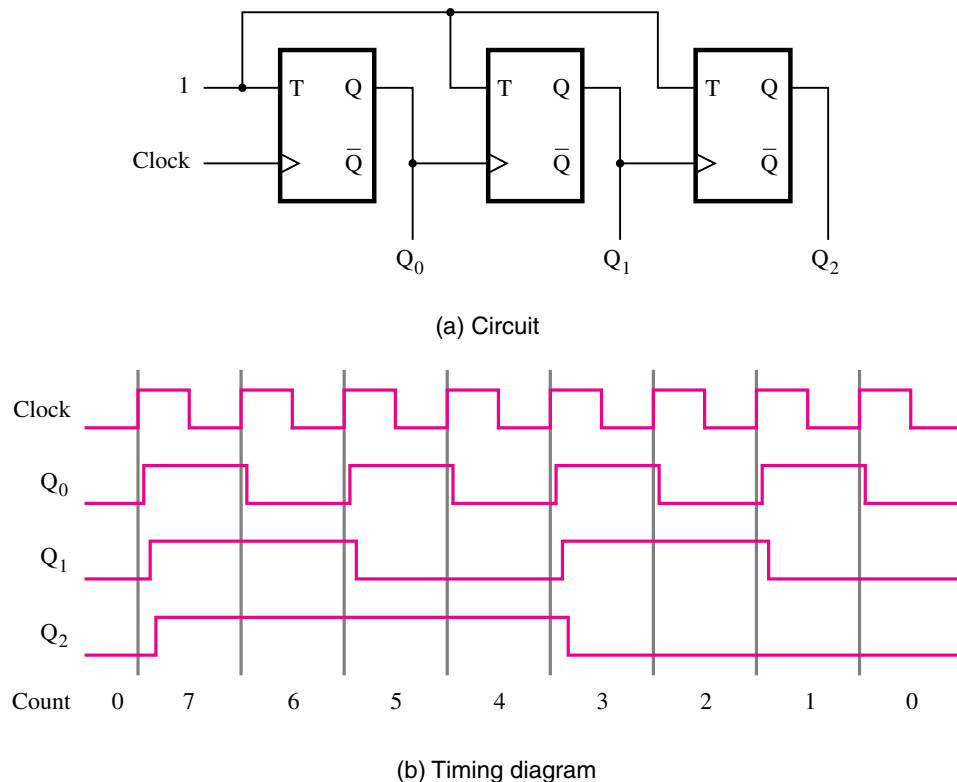 1 T Q T Q T Q
Clock Q̅ Q̅ Q̅
Q₀ Q₁ Q₂
(a) Circuit
Clock
Q₀
Q₁
Q₂
Count 0 7 6 5 4 3 2 1 0
(b) Timing diagram